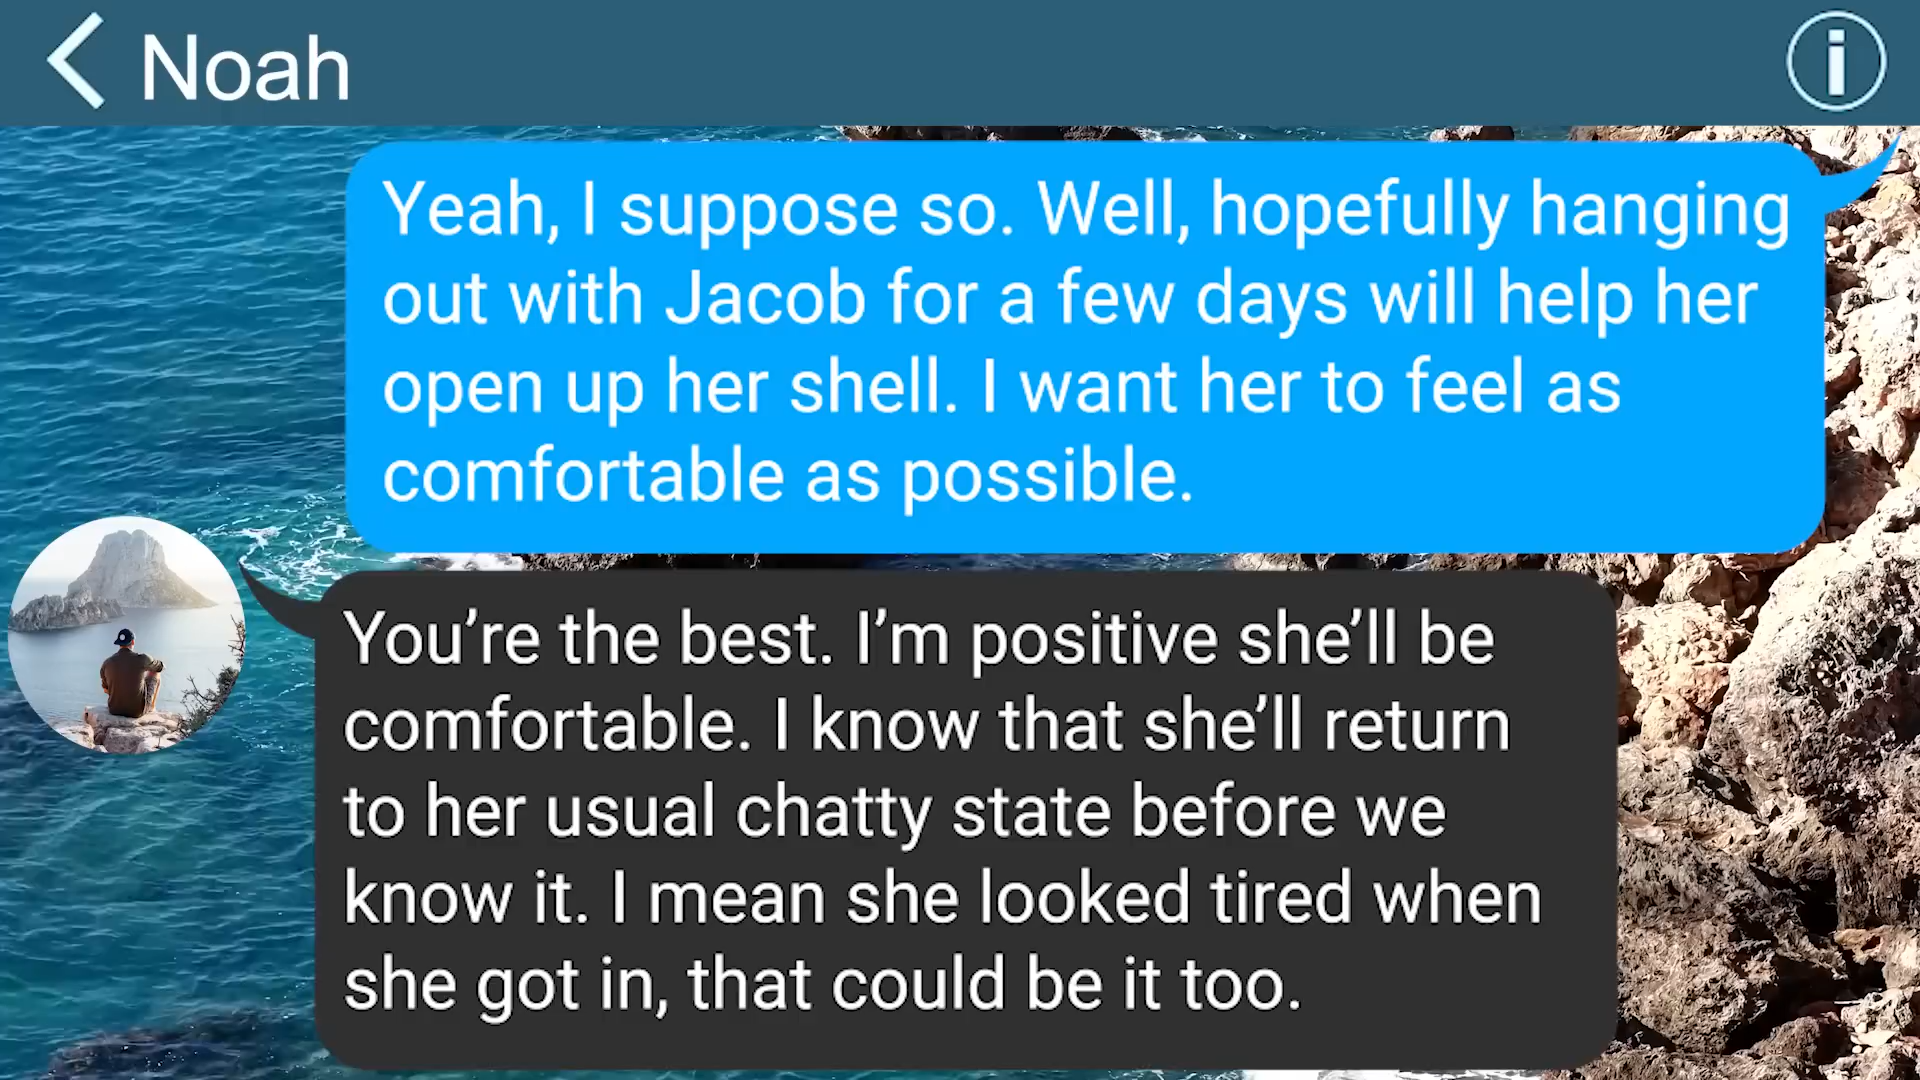 Noah
Yeah, I suppose so. Well, hopefully hanging
out with Jacob for a few days will help her
open up her shell. I want her to feel as
comfortable as possible.
You’re the best. I’m positive she’ll be
comfortable. I know that she’ll return
to her usual chatty state before we
know it. I mean she looked tired when
she got in, that could be it too.